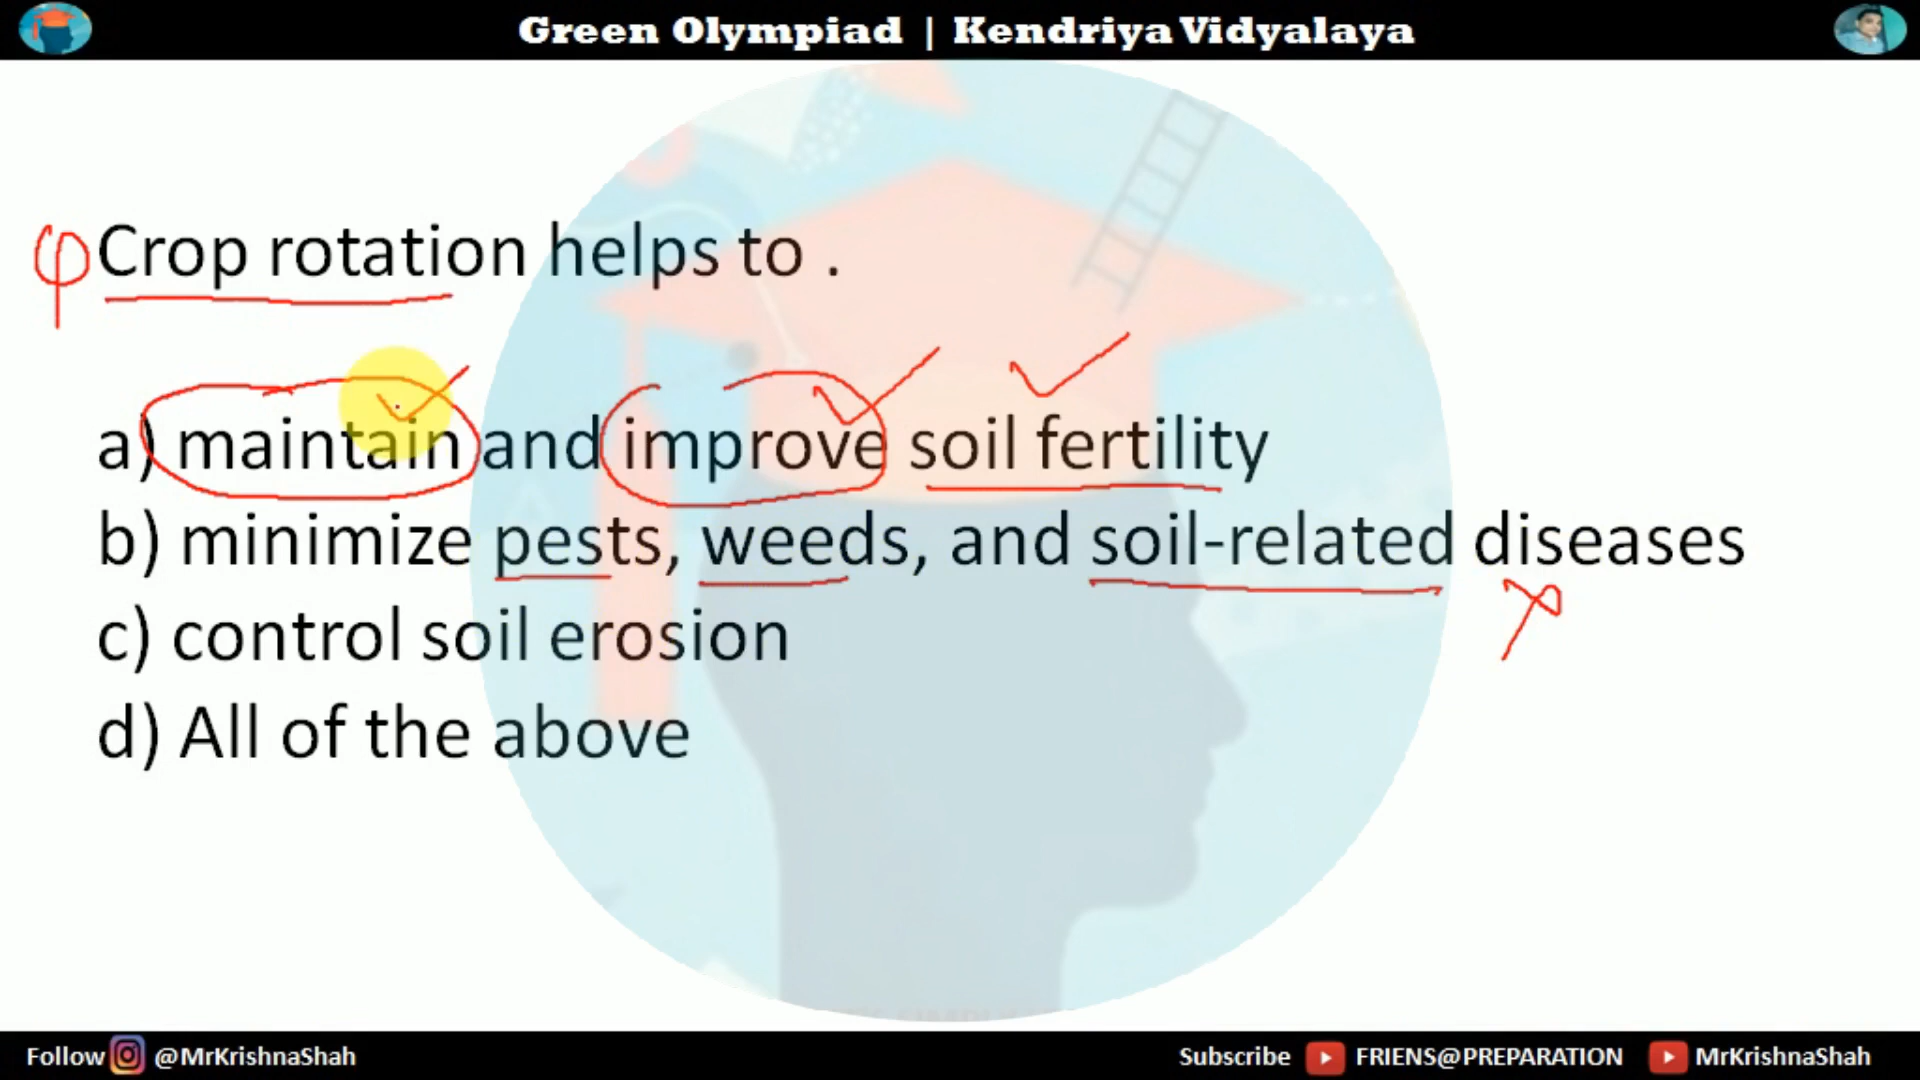 Green Olympiad | Kendriya Vidyalaya
Crop rotation helps to .
a) maintain and improve soil fertility
b) minimize pests, weeds, and soil-related diseases
c) control soil erosion
d) All of the above
Follow @MrKrishnaShah
Subscribe FRIENS@PREPARATION MrKrishnaShah